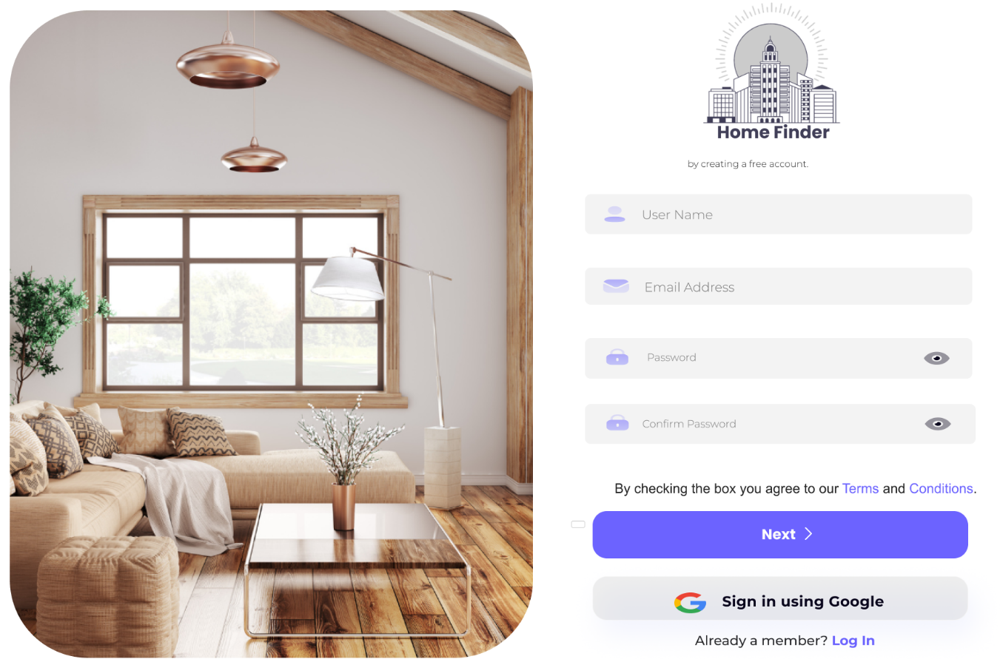 Home Finder
by creating a free account.
User Name
Email Address
Password
Confirm Password
By checking the box you agree to our Terms and Conditions.
Next
Sign in using Google
Already a member? Log In